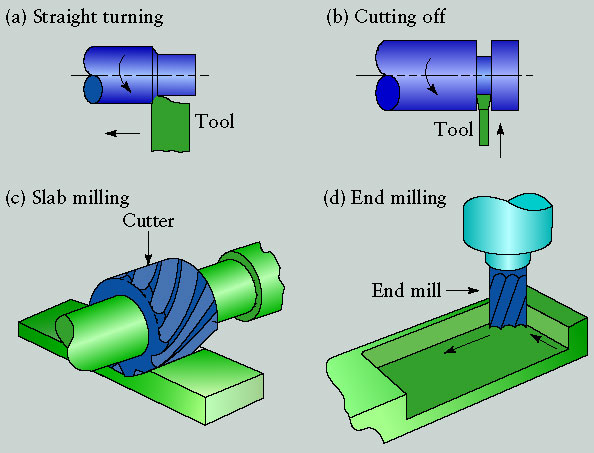 (a) Straight turning
(b) Cutting off
Tool
Tool
(c) Slab milling
Cutter
(d) End milling
End mill